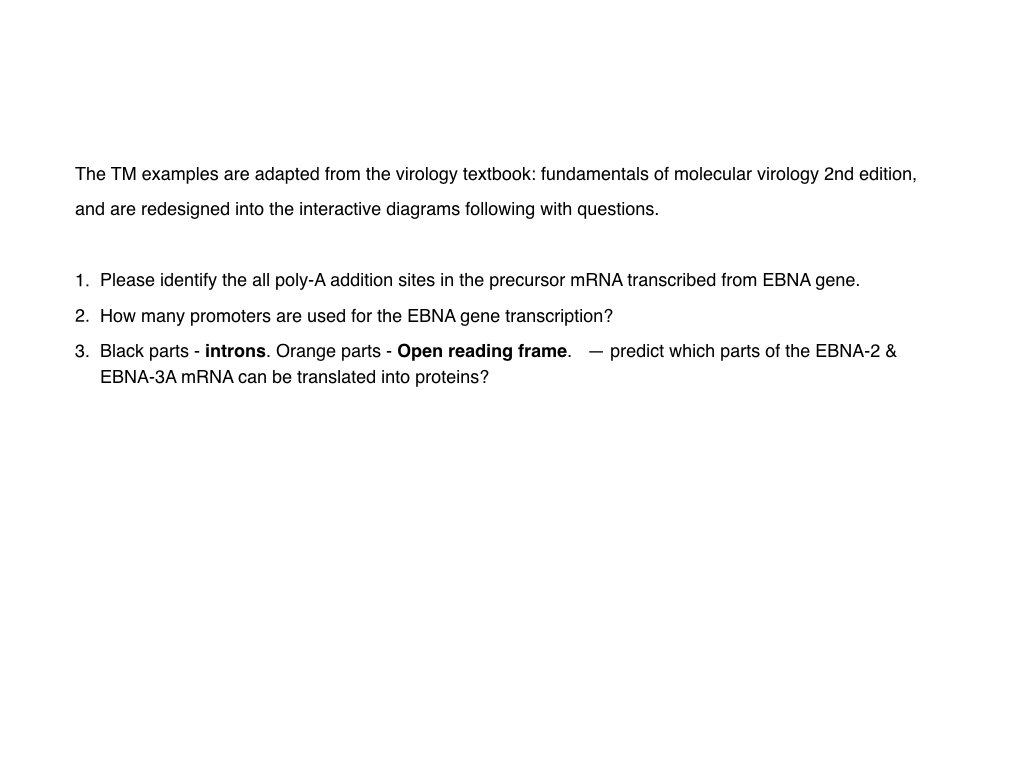 The TM examples are adapted from the virology textbook: fundamentals of molecular virology 2nd edition,
and are redesigned into the interactive diagrams following with questions.
1. Please identify the all poly-A addition sites in the precursor mRNA transcribed from EBNA gene.
2. How many promoters are used for the EBNA gene transcription?
3. Black parts - introns. Orange parts - Open reading frame. — predict which parts of the EBNA-2 &
EBNA-3A mRNA can be translated into proteins?